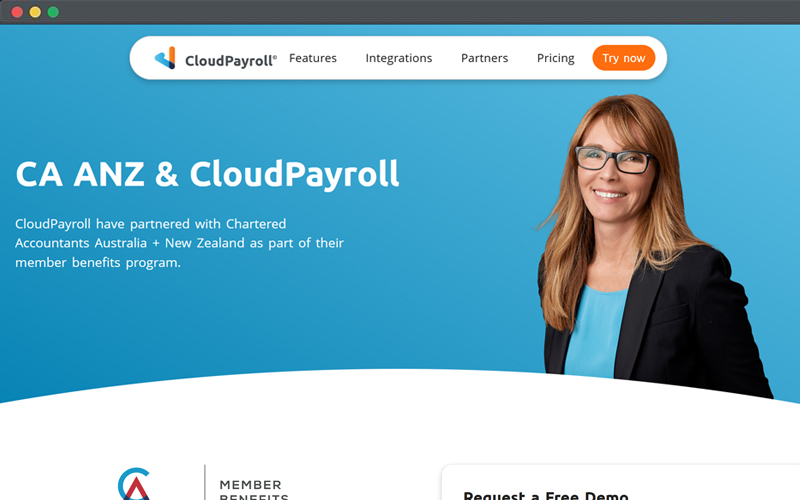 CloudPayroll® Features Integrations Partners Pricing Try now
CA ANZ & CloudPayroll
CloudPayroll have partnered with Chartered
Accountants Australia + New Zealand as part of their
member benefits program.
MEMBER
BENEFITS
Request a Free Demo